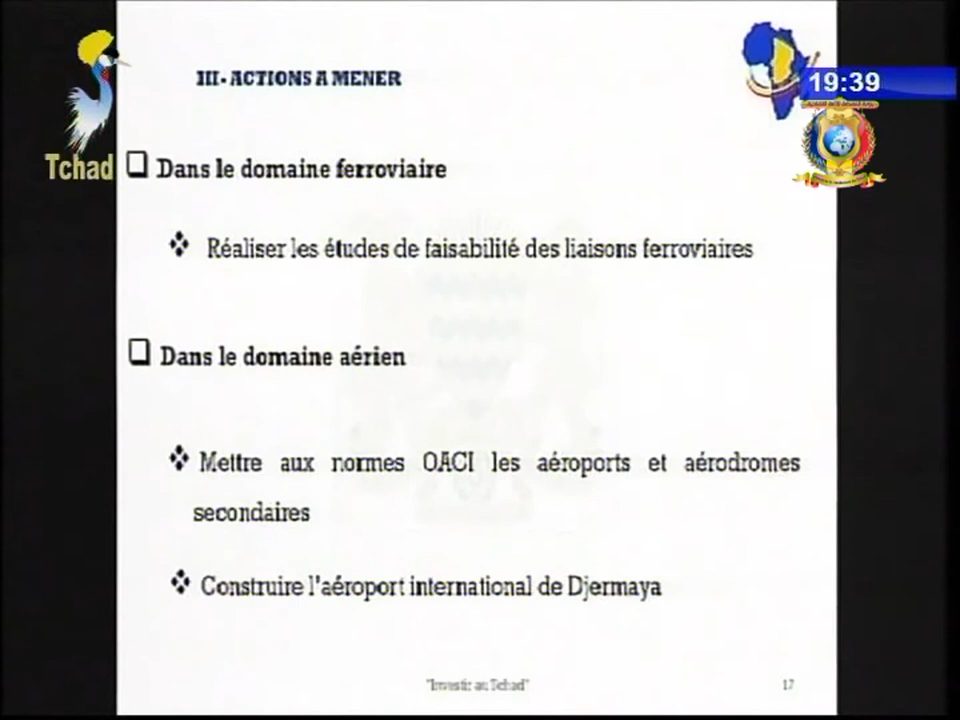 III- ACTIONS A MENER
19:39
Tchad
Dans le domaine ferroviaire
Réaliser les études de faisabilité des liaisons ferroviaires
Dans le domaine aérien
Mettre aux normes OACI les aéroports et aérodromes
secondaires
Construire l'aéroport international de Djermaya
"Investir au Tchad"
17